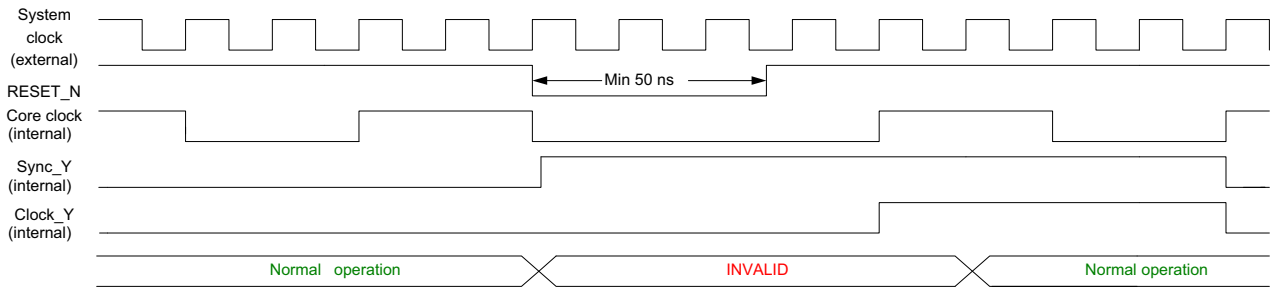 System
clock
(external)
RESET_N
Min 50 ns
Core clock
(internal)
Sync_Y
(internal)
Clock_Y
(internal)
Normal operation
INVALID
Normal operation